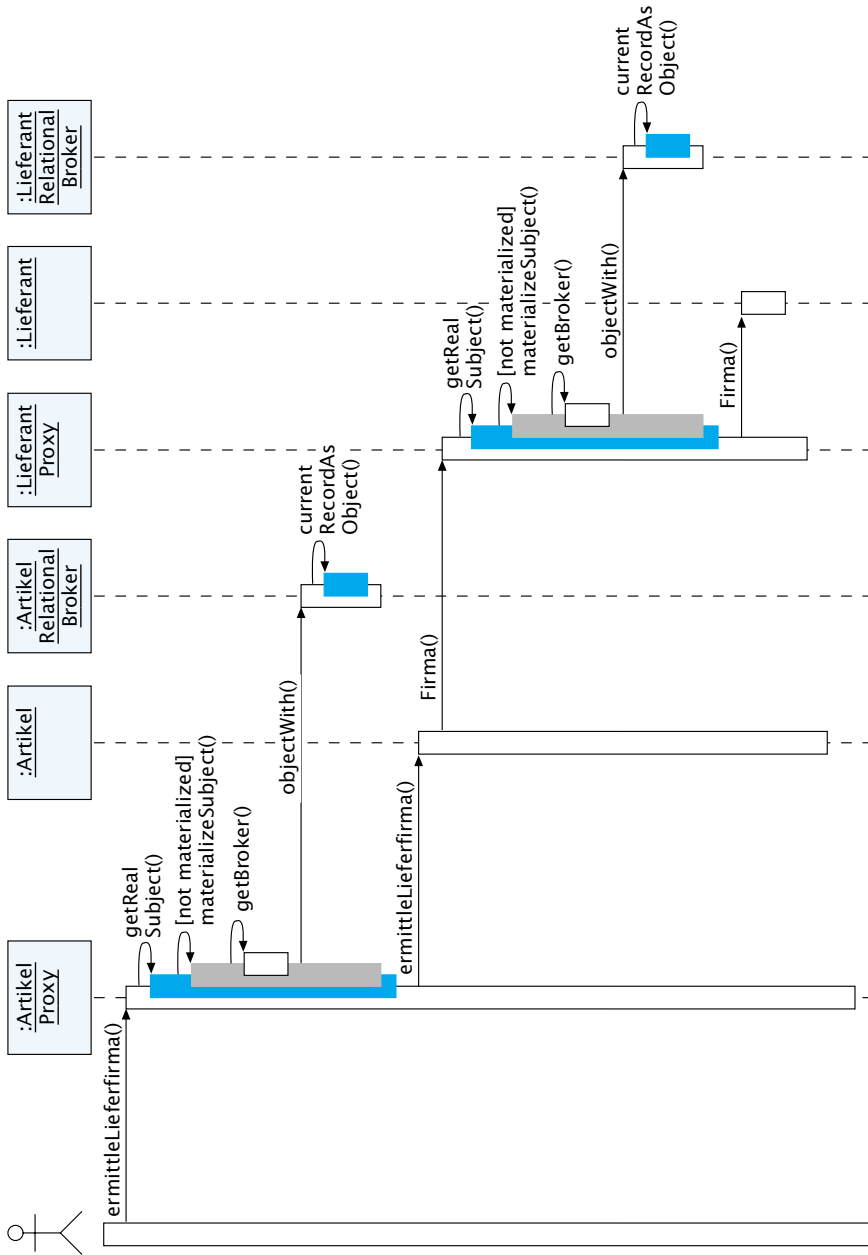 :Artikel
Proxy
:Artikel
:Artikel
Relational
Broker
:Lieferant
Proxy
:Lieferant
:Lieferant
Relational
Broker
ermittleLieferfirma()
getReal
Subject()
[not materialized]
materializeSubject()
getBroker()
objectWith()
current
RecordAs
Object()
ermittleLieferfirma()
Firma()
getReal
Subject()
[not materialized]
materializeSubject()
getBroker()
objectWith()
current
RecordAs
Object()
Firma()